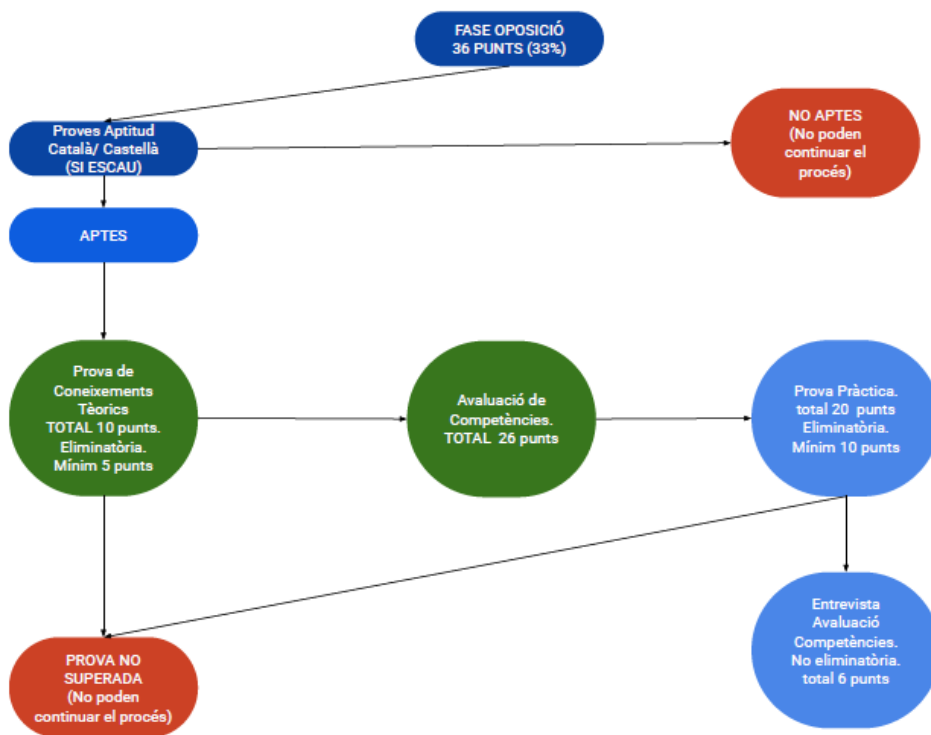 FASE OPOSICIÓ
36 PUNTS (33%)
Proves Aptitud
Català/ Castellà
(SI ESCAU)
NO APTES
(No poden
continuar el
procés)
APTES
Prova de
Coneixements
Tèorics
TOTAL 10 punts.
Eliminatòria.
Mínim 5 punts
Avaluació de
Competències.
TOTAL 26 punts
Prova Pràctica.
total 20 punts
Eliminatòria.
Mínim 10 punts
PROVA NO
SUPERADA
(No poden
continuar el procés)
Entrevista
Avaluació
Competències.
No eliminatòria.
total 6 punts